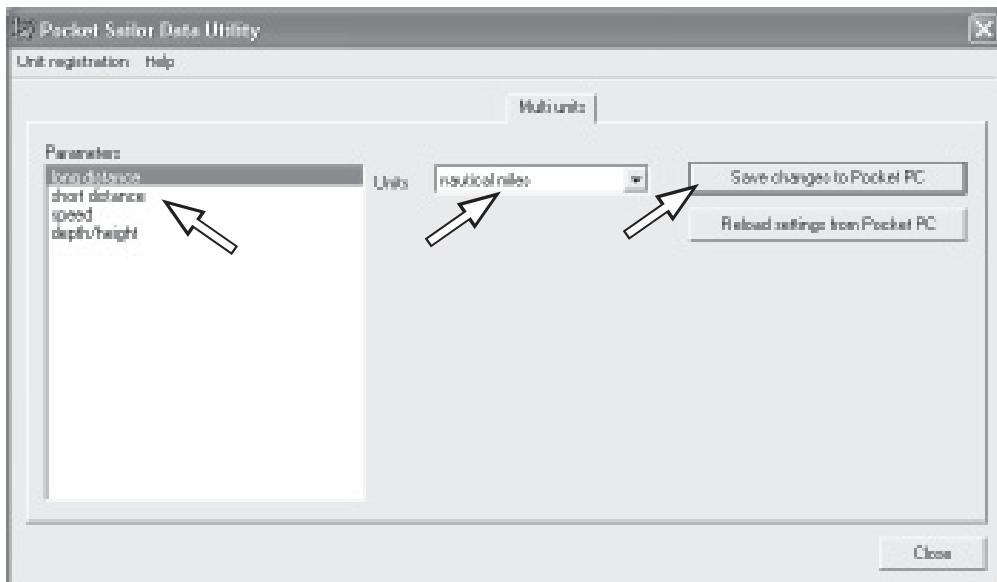 Pocket Sailor Data Utility
Unit registration Help
Multi units
Parameters
long distance
short distance
speed
depth/height
Units
nautical miles
Save changes to Pocket PC
Reload settings from Pocket PC
Close